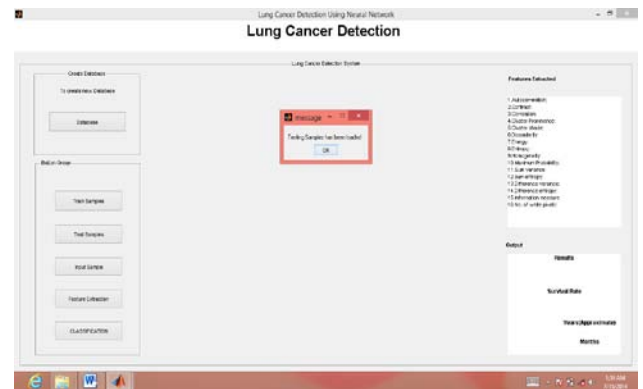 Lung Cancer Detection Using Neural Network
Lung Cancer Detection
Lung Cancer Detection System
Create Database
To create new Database
Database
Button Group
Train Samples
Test Samples
Input Sample
Feature Extraction
CLASSIFICATION
message
Testing Samples has been loaded
OK
Features Extracted
1.Autocorrelation
2.Contrast
3.Correlation
4.Cluster Prominence
5.Cluster shade
6.Dissimilarity
7.Energy
8.Entropy
9.Homogeneity
10.Maximum Probability
11.Sum variance
12.sum entropy
13.Difference variance
14.Difference entropy
15.Information measure
16.No. of white pixels
Output
Results
Survival Rate
Years(Approximate)
Months